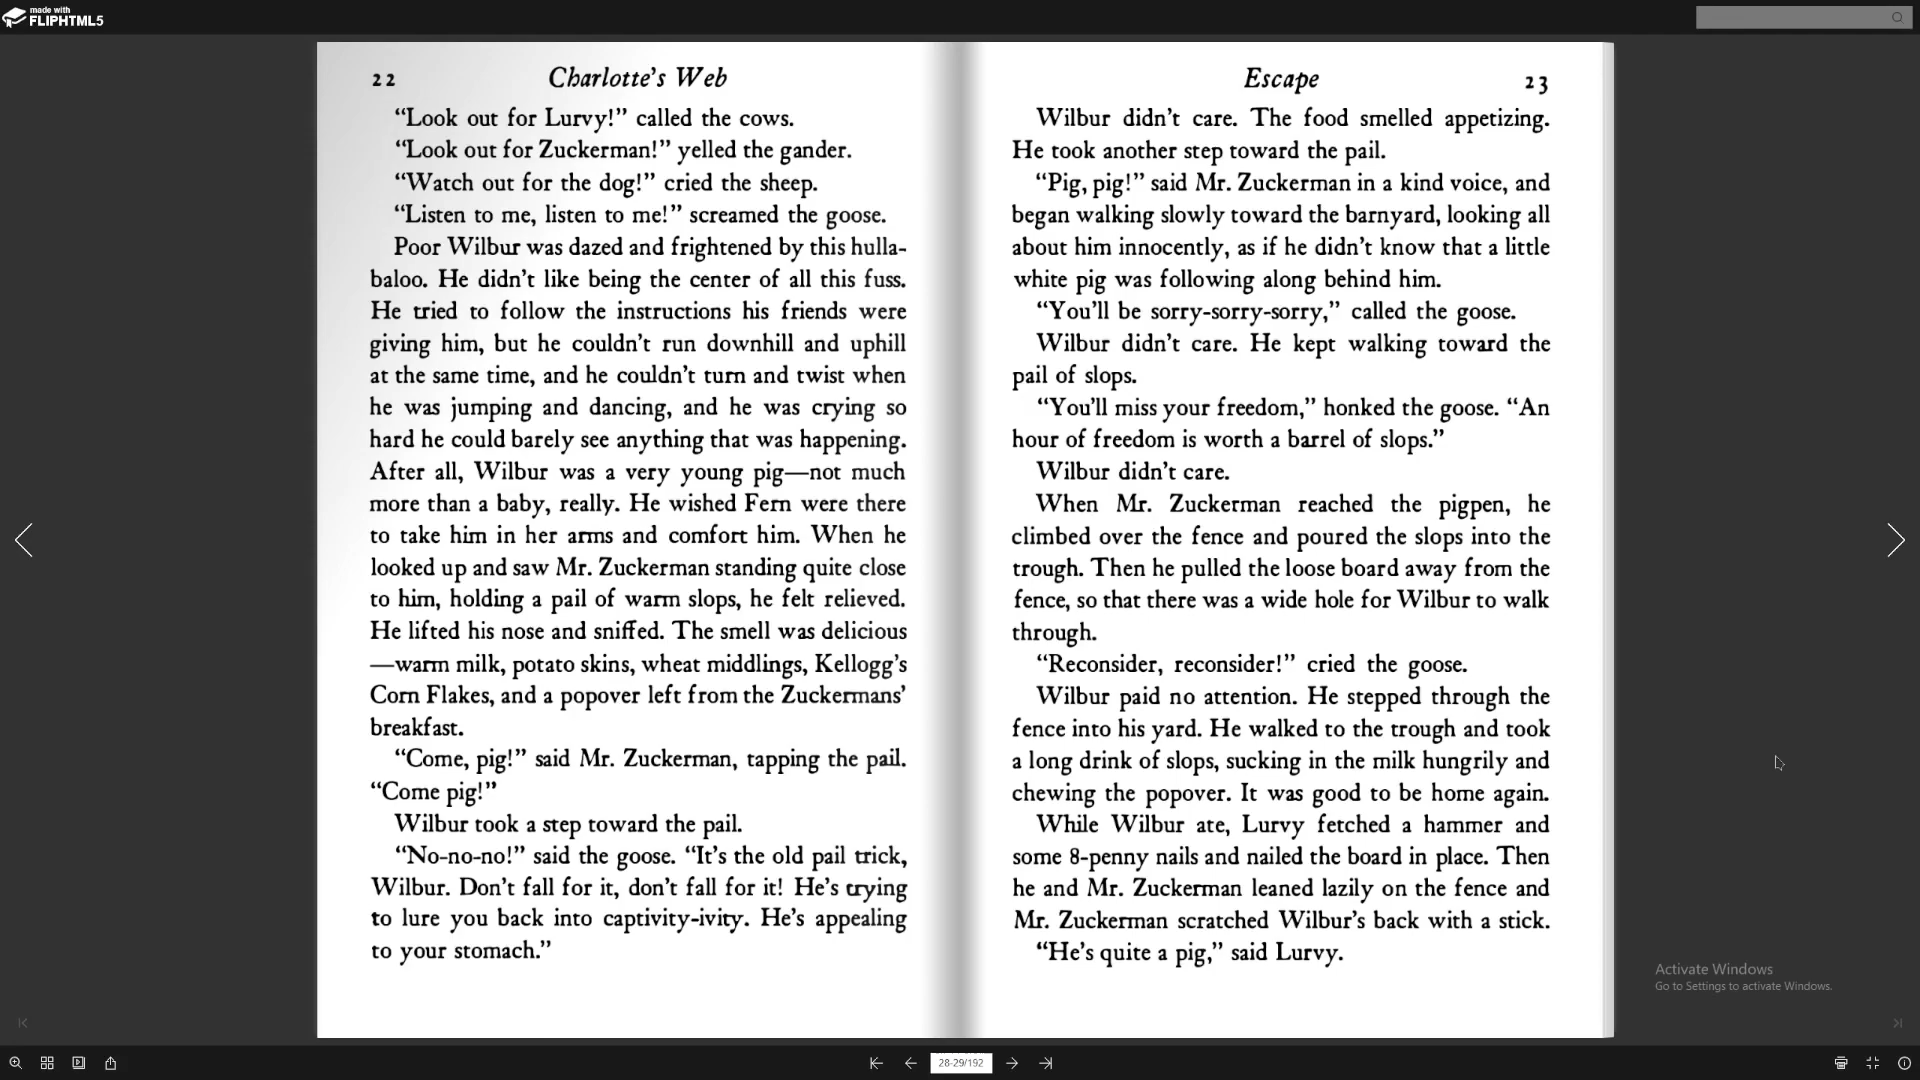 made with
FLIPHTML5
22
Charlotte's Web
“Look out for Lurvy!” called the cows.
“Look out for Zuckerman!” yelled the gander.
“Watch out for the dog!” cried the sheep.
“Listen to me, listen to me!” screamed the goose.
Poor Wilbur was dazed and frightened by this hulla-
baloo. He didn't like being the center of all this fuss.
He tried to follow the instructions his friends were
giving him, but he couldn't run downhill and uphill
at the same time, and he couldn't turn and twist when
he was jumping and dancing, and he was crying so
hard he could barely see anything that was happening.
After all, Wilbur was a very young pig—not much
more than a baby, really. He wished Fern were there
to take him in her arms and comfort him. When he
looked up and saw Mr. Zuckerman standing quite close
to him, holding a pail of warm slops, he felt relieved.
He lifted his nose and sniffed. The smell was delicious
—warm milk, potato skins, wheat middlings, Kellogg's
Corn Flakes, and a popover left from the Zuckermans'
breakfast.
“Come, pig!” said Mr. Zuckerman, tapping the pail.
“Come pig!”
Wilbur took a step toward the pail.
“No-no-no!” said the goose. “It's the old pail trick,
Wilbur. Don't fall for it, don't fall for it! He's trying
to lure you back into captivity-ivity. He's appealing
to your stomach.”
Escape
23
Wilbur didn't care. The food smelled appetizing.
He took another step toward the pail.
“Pig, pig!” said Mr. Zuckerman in a kind voice, and
began walking slowly toward the barnyard, looking all
about him innocently, as if he didn't know that a little
white pig was following along behind him.
“You'll be sorry-sorry-sorry,” called the goose.
Wilbur didn't care. He kept walking toward the
pail of slops.
“You'll miss your freedom,” honked the goose. “An
hour of freedom is worth a barrel of slops.”
Wilbur didn't care.
When Mr. Zuckerman reached the pigpen, he
climbed over the fence and poured the slops into the
trough. Then he pulled the loose board away from the
fence, so that there was a wide hole for Wilbur to walk
through.
“Reconsider, reconsider!” cried the goose.
Wilbur paid no attention. He stepped through the
fence into his yard. He walked to the trough and took
a long drink of slops, sucking in the milk hungrily and
chewing the popover. It was good to be home again.
While Wilbur ate, Lurvy fetched a hammer and
some 8-penny nails and nailed the board in place. Then
he and Mr. Zuckerman leaned lazily on the fence and
Mr. Zuckerman scratched Wilbur's back with a stick.
“He's quite a pig,” said Lurvy.
Activate Windows
Go to Settings to activate Windows.
28-29/192